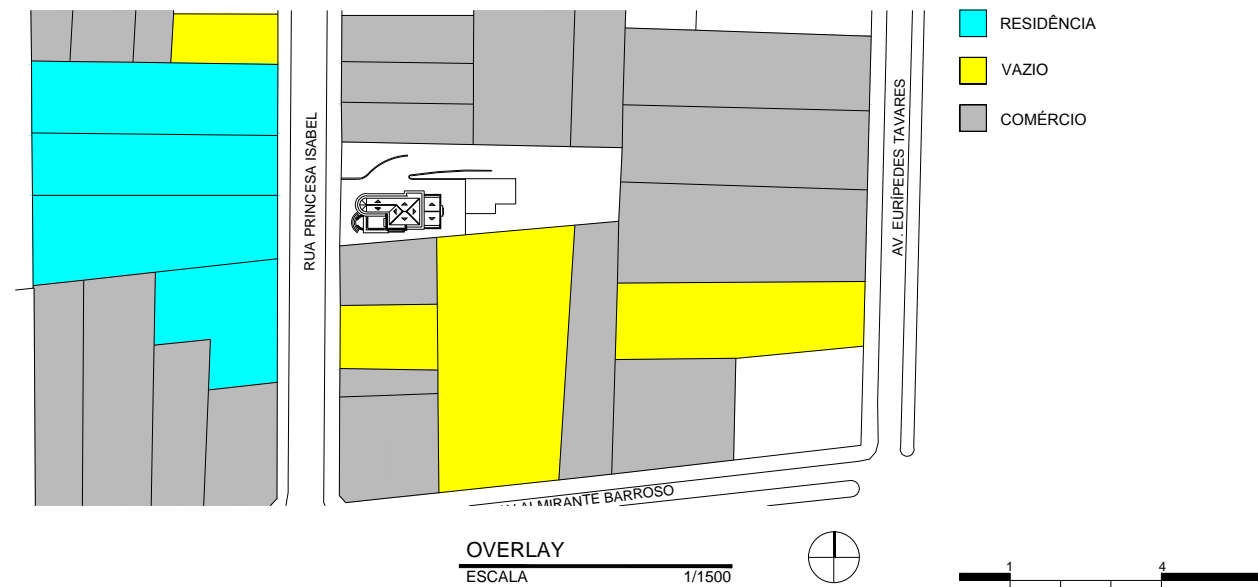 RESIDÊNCIA
VAZIO
COMÉRCIO
RUA PRINCESA ISABEL
AV. EURÍPEDES TAVARES
ALMIRANTE BARROSO
OVERLAY
ESCALA 1/1500
1 4